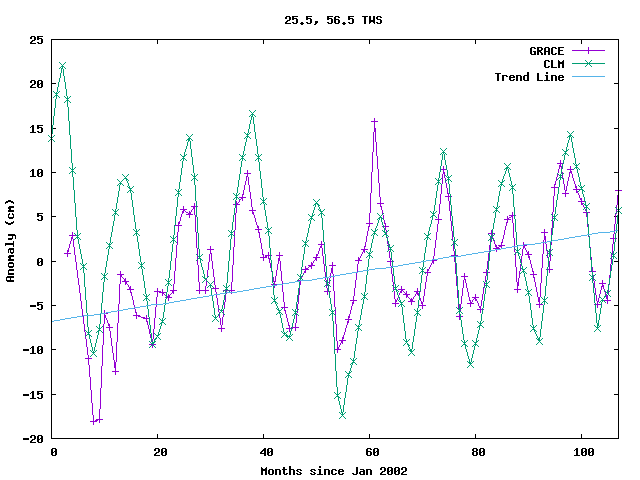 25.5, 56.5 TWS
GRACE
CLM
Trend Line
25
20
15
10
5
0
-5
-10
-15
-20
Anomaly (cm)
0 20 40 60 80 100
Months since Jan 2002